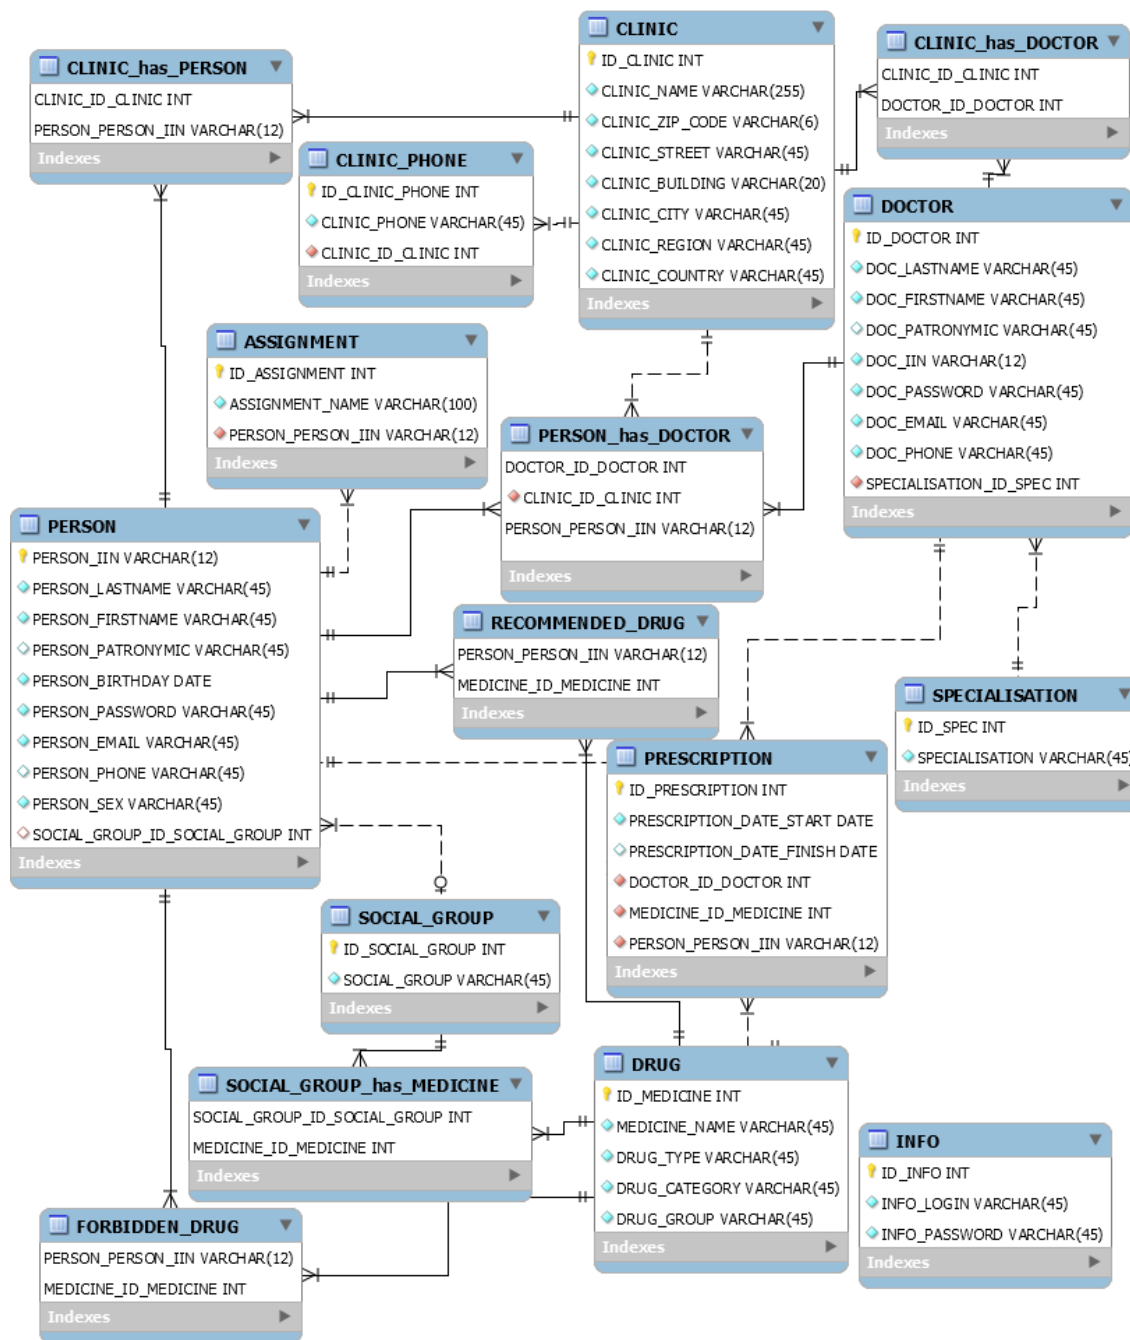 CLINIC_has_PERSON
CLINIC_ID_CLINIC INT
PERSON_PERSON_IIN VARCHAR(12)
Indexes
CLINIC
ID_CLINIC INT
CLINIC_NAME VARCHAR(255)
CLINIC_ZIP_CODE VARCHAR(6)
CLINIC_STREET VARCHAR(45)
CLINIC_BUILDING VARCHAR(20)
CLINIC_CITY VARCHAR(45)
CLINIC_REGION VARCHAR(45)
CLINIC_COUNTRY VARCHAR(45)
Indexes
CLINIC_has_DOCTOR
CLINIC_ID_CLINIC INT
DOCTOR_ID_DOCTOR INT
Indexes
CLINIC_PHONE
ID_CLINIC_PHONE INT
CLINIC_PHONE VARCHAR(45)
CLINIC_ID_CLINIC INT
Indexes
DOCTOR
ID_DOCTOR INT
DOC_LASTNAME VARCHAR(45)
DOC_FIRSTNAME VARCHAR(45)
DOC_PATRONYMIC VARCHAR(45)
DOC_IIN VARCHAR(12)
DOC_PASSWORD VARCHAR(45)
DOC_EMAIL VARCHAR(45)
DOC_PHONE VARCHAR(45)
SPECIALISATION_ID_SPEC INT
Indexes
ASSIGNMENT
ID_ASSIGNMENT INT
ASSIGNMENT_NAME VARCHAR(100)
PERSON_PERSON_IIN VARCHAR(12)
Indexes
PERSON_has_DOCTOR
DOCTOR_ID_DOCTOR INT
CLINIC_ID_CLINIC INT
PERSON_PERSON_IIN VARCHAR(12)
Indexes
PERSON
PERSON_IIN VARCHAR(12)
PERSON_LASTNAME VARCHAR(45)
PERSON_FIRSTNAME VARCHAR(45)
PERSON_PATRONYMIC VARCHAR(45)
PERSON_BIRTHDAY DATE
PERSON_PASSWORD VARCHAR(45)
PERSON_EMAIL VARCHAR(45)
PERSON_PHONE VARCHAR(45)
PERSON_SEX VARCHAR(45)
SOCIAL_GROUP_ID_SOCIAL_GROUP INT
Indexes
RECOMMENDED_DRUG
PERSON_PERSON_IIN VARCHAR(12)
MEDICINE_ID_MEDICINE INT
Indexes
SPECIALISATION
ID_SPEC INT
SPECIALISATION VARCHAR(45)
Indexes
PRESCRIPTION
ID_PRESCRIPTION INT
PRESCRIPTION_DATE_START DATE
PRESCRIPTION_DATE_FINISH DATE
DOCTOR_ID_DOCTOR INT
MEDICINE_ID_MEDICINE INT
PERSON_PERSON_IIN VARCHAR(12)
Indexes
SOCIAL_GROUP
ID_SOCIAL_GROUP INT
SOCIAL_GROUP VARCHAR(45)
Indexes
SOCIAL_GROUP_has_MEDICINE
SOCIAL_GROUP_ID_SOCIAL_GROUP INT
MEDICINE_ID_MEDICINE INT
Indexes
DRUG
ID_MEDICINE INT
MEDICINE_NAME VARCHAR(45)
DRUG_TYPE VARCHAR(45)
DRUG_CATEGORY VARCHAR(45)
DRUG_GROUP VARCHAR(45)
Indexes
INFO
ID_INFO INT
INFO_LOGIN VARCHAR(45)
INFO_PASSWORD VARCHAR(45)
Indexes
FORBIDDEN_DRUG
PERSON_PERSON_IIN VARCHAR(12)
MEDICINE_ID_MEDICINE INT
Indexes